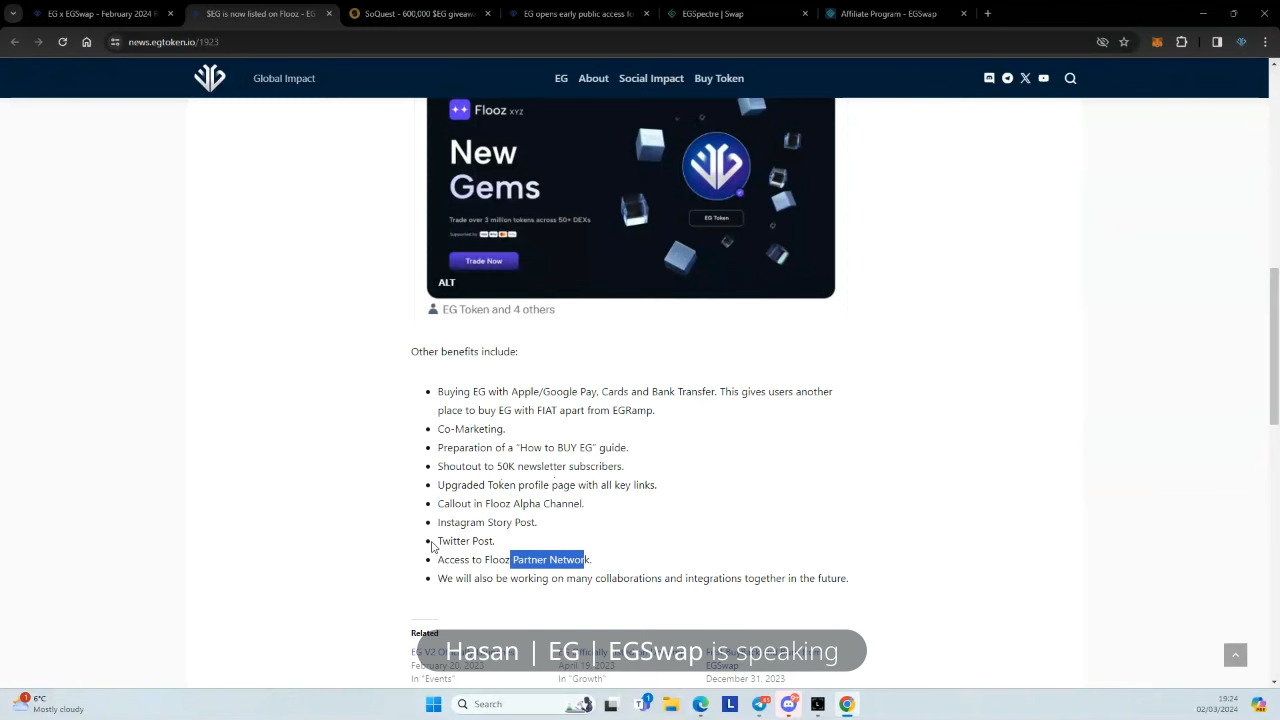 EG x EGSwap - February 2024 R
$EG is now listed on Flooz - EG
SoQuest - 600,000 $EG giveaw
EG opens early public access fo
EGSpectre | Swap
Affiliate Program - EGSwap
news.egtoken.io/1923
Global Impact
EG About Social Impact Buy Token
Flooz XYZ
New
Gems
Trade over 3 million tokens across 50+ DEXs
Supported by
Trade Now
EG Token
ALT
EG Token and 4 others
Other benefits include:
Buying EG with Apple/Google Pay, Cards and Bank Transfer. This gives users another
place to buy EG with FIAT apart from EGRamp.
Co-Marketing.
Preparation of a "How to BUY EG" guide.
Shoutout to 50K newsletter subscribers.
Upgraded Token profile page with all key links.
Callout in Flooz Alpha Channel.
Instagram Story Post.
Twitter Post.
Access to Flooz Partner Network.
We will also be working on many collaborations and integrations together in the future.
Related
Hasan | EG | EGSwap is speaking
EGSwap
February 20, 2023
April 19, 2023
December 31, 2023
In "Events"
In "Growth"
6°C
Mostly cloudy
Search
19:24
02/03/2024